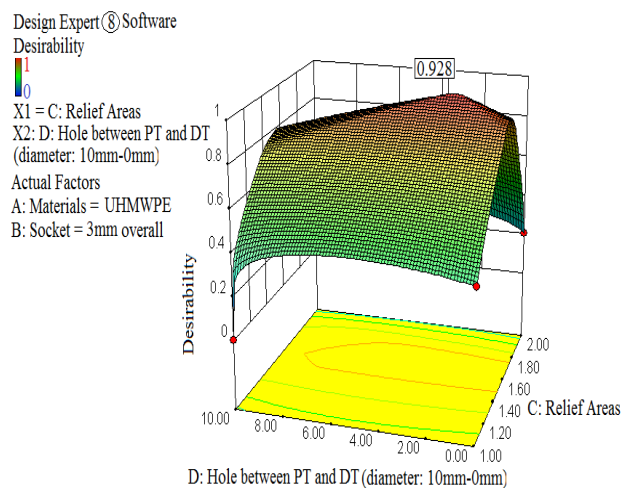 Design Expert ⑧ Software
Desirability
1
0
X1 = C: Relief Areas
X2: D: Hole between PT and DT
(diameter: 10mm-0mm)
Actual Factors
A: Materials = UHMWPE
B: Socket = 3mm overall
0.928
1
0.8
0.6
0.4
0.2
0
Desirability
2.00
1.80
1.60
1.40
1.20
1.00
C: Relief Areas
10.00
8.00
6.00
4.00
2.00
0.00
D: Hole between PT and DT (diameter: 10mm-0mm)